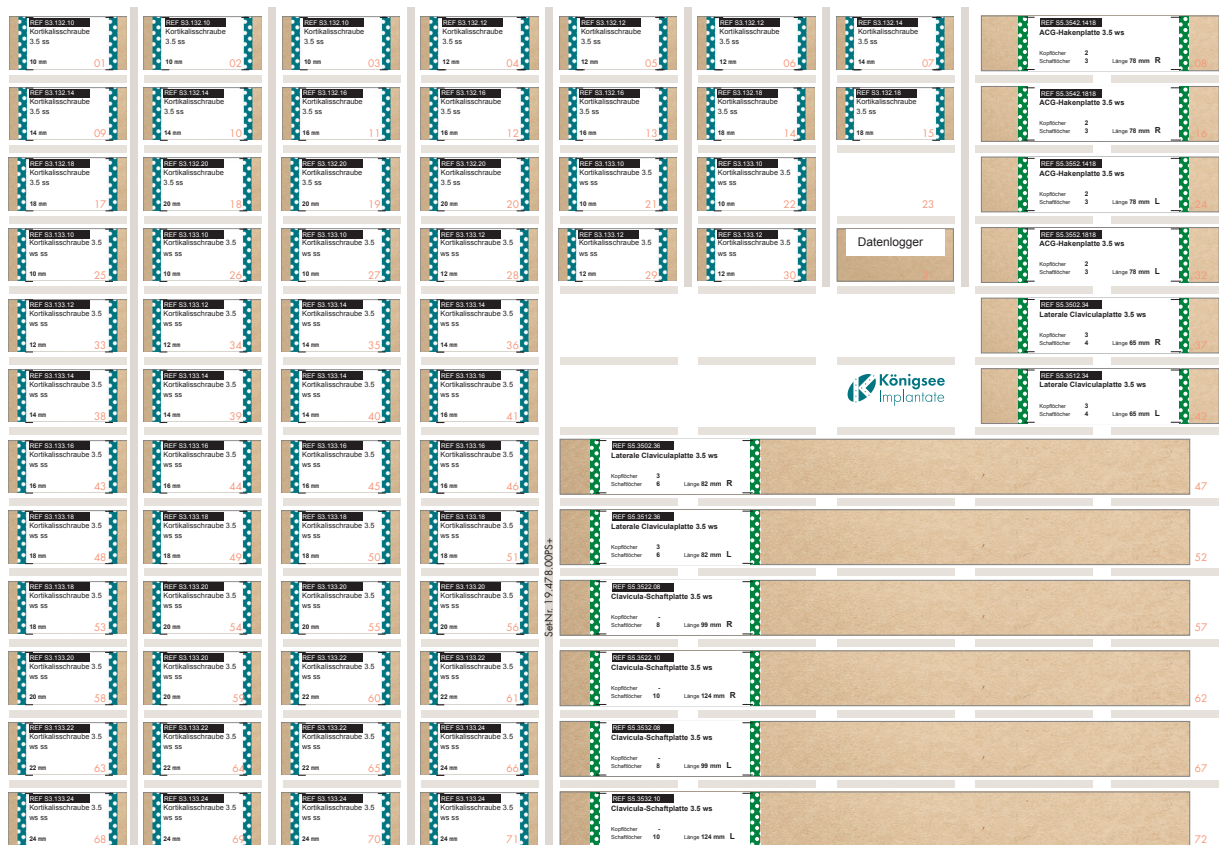 REF S3.132.10
Kortikalisschraube
3.5 ss
10 mm
01
REF S3.132.10
Kortikalisschraube
3.5 ss
10 mm
02
REF S3.132.10
Kortikalisschraube
3.5 ss
10 mm
03
REF S3.132.12
Kortikalisschraube
3.5 ss
12 mm
04
REF S3.132.12
Kortikalisschraube
3.5 ss
12 mm
05
REF S3.132.12
Kortikalisschraube
3.5 ss
12 mm
06
REF S3.132.14
Kortikalisschraube
3.5 ss
14 mm
07
REF S5.3542.1418
ACG-Hakenplatte 3.5 ws
Kopflöcher 2
Schaftlöcher 3 Länge 78 mm R
08
REF S3.132.14
Kortikalisschraube
3.5 ss
14 mm
09
REF S3.132.14
Kortikalisschraube
3.5 ss
14 mm
10
REF S3.132.16
Kortikalisschraube
3.5 ss
16 mm
11
REF S3.132.16
Kortikalisschraube
3.5 ss
16 mm
12
REF S3.132.16
Kortikalisschraube
3.5 ss
16 mm
13
REF S3.132.18
Kortikalisschraube
3.5 ss
18 mm
14
REF S3.132.18
Kortikalisschraube
3.5 ss
18 mm
15
REF S5.3542.1818
ACG-Hakenplatte 3.5 ws
Kopflöcher 2
Schaftlöcher 3 Länge 78 mm R
16
REF S3.132.18
Kortikalisschraube
3.5 ss
18 mm
17
REF S3.132.20
Kortikalisschraube
3.5 ss
20 mm
18
REF S3.132.20
Kortikalisschraube
3.5 ss
20 mm
19
REF S3.132.20
Kortikalisschraube
3.5 ss
20 mm
20
REF S3.133.10
Kortikalisschraube 3.5
ws ss
10 mm
21
REF S3.133.10
Kortikalisschraube 3.5
ws ss
10 mm
22
23
REF S5.3552.1418
ACG-Hakenplatte 3.5 ws
Kopflöcher 2
Schaftlöcher 3 Länge 78 mm L
24
REF S3.133.10
Kortikalisschraube 3.5
ws ss
10 mm
25
REF S3.133.10
Kortikalisschraube 3.5
ws ss
10 mm
26
REF S3.133.10
Kortikalisschraube 3.5
ws ss
10 mm
27
REF S3.133.12
Kortikalisschraube 3.5
ws ss
12 mm
28
REF S3.133.12
Kortikalisschraube 3.5
ws ss
12 mm
29
REF S3.133.12
Kortikalisschraube 3.5
ws ss
12 mm
30
Datenlogger
31
REF S5.3552.1818
ACG-Hakenplatte 3.5 ws
Kopflöcher 2
Schaftlöcher 3 Länge 78 mm L
32
REF S3.133.12
Kortikalisschraube 3.5
ws ss
12 mm
33
REF S3.133.12
Kortikalisschraube 3.5
ws ss
12 mm
34
REF S3.133.14
Kortikalisschraube 3.5
ws ss
14 mm
35
REF S3.133.14
Kortikalisschraube 3.5
ws ss
14 mm
36
REF S5.3502.34
Laterale Claviculaplatte 3.5 ws
Kopflöcher 3
Schaftlöcher 4 Länge 65 mm R
37
REF S3.133.14
Kortikalisschraube 3.5
ws ss
14 mm
38
REF S3.133.14
Kortikalisschraube 3.5
ws ss
14 mm
39
REF S3.133.14
Kortikalisschraube 3.5
ws ss
14 mm
40
REF S3.133.16
Kortikalisschraube 3.5
ws ss
16 mm
41
Königsee
Implantate
REF S5.3512.34
Laterale Claviculaplatte 3.5 ws
Kopflöcher 3
Schaftlöcher 4 Länge 65 mm L
42
REF S3.133.16
Kortikalisschraube 3.5
ws ss
16 mm
43
REF S3.133.16
Kortikalisschraube 3.5
ws ss
16 mm
44
REF S3.133.16
Kortikalisschraube 3.5
ws ss
16 mm
45
REF S3.133.16
Kortikalisschraube 3.5
ws ss
16 mm
46
REF S5.3502.36
Laterale Claviculaplatte 3.5 ws
Kopflöcher 3
Schaftlöcher 6 Länge 82 mm R
47
REF S3.133.18
Kortikalisschraube 3.5
ws ss
18 mm
48
REF S3.133.18
Kortikalisschraube 3.5
ws ss
18 mm
49
REF S3.133.18
Kortikalisschraube 3.5
ws ss
18 mm
50
REF S3.133.18
Kortikalisschraube 3.5
ws ss
18 mm
51
SetNr. 19.478.00PS+
REF S5.3512.36
Laterale Claviculaplatte 3.5 ws
Kopflöcher 3
Schaftlöcher 6 Länge 82 mm L
52
REF S3.133.18
Kortikalisschraube 3.5
ws ss
18 mm
53
REF S3.133.20
Kortikalisschraube 3.5
ws ss
20 mm
54
REF S3.133.20
Kortikalisschraube 3.5
ws ss
20 mm
55
REF S3.133.20
Kortikalisschraube 3.5
ws ss
20 mm
56
REF S5.3522.08
Clavicula-Schaftplatte 3.5 ws
Kopflöcher -
Schaftlöcher 8 Länge 99 mm R
57
REF S3.133.20
Kortikalisschraube 3.5
ws ss
20 mm
58
REF S3.133.20
Kortikalisschraube 3.5
ws ss
20 mm
59
REF S3.133.22
Kortikalisschraube 3.5
ws ss
22 mm
60
REF S3.133.22
Kortikalisschraube 3.5
ws ss
22 mm
61
REF S5.3522.10
Clavicula-Schaftplatte 3.5 ws
Kopflöcher -
Schaftlöcher 10 Länge 124 mm R
62
REF S3.133.22
Kortikalisschraube 3.5
ws ss
22 mm
63
REF S3.133.22
Kortikalisschraube 3.5
ws ss
22 mm
64
REF S3.133.22
Kortikalisschraube 3.5
ws ss
22 mm
65
REF S3.133.24
Kortikalisschraube 3.5
ws ss
24 mm
66
REF S5.3532.08
Clavicula-Schaftplatte 3.5 ws
Kopflöcher -
Schaftlöcher 8 Länge 99 mm L
67
REF S3.133.24
Kortikalisschraube 3.5
ws ss
24 mm
68
REF S3.133.24
Kortikalisschraube 3.5
ws ss
24 mm
69
REF S3.133.24
Kortikalisschraube 3.5
ws ss
24 mm
70
REF S3.133.24
Kortikalisschraube 3.5
ws ss
24 mm
71
REF S5.3532.10
Clavicula-Schaftplatte 3.5 ws
Kopflöcher -
Schaftlöcher 10 Länge 124 mm L
72